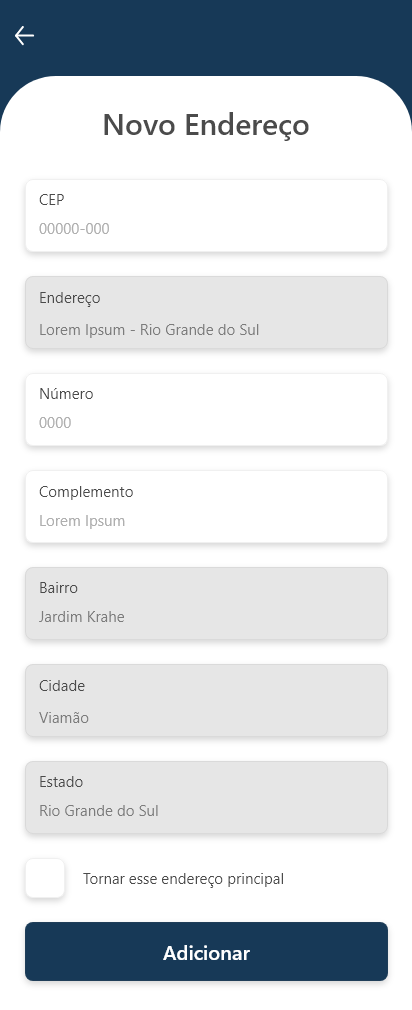 Novo Endereço
CEP
00000-000
Endereço
Lorem Ipsum - Rio Grande do Sul
Número
0000
Complemento
Lorem Ipsum
Bairro
Jardim Krahe
Cidade
Viamão
Estado
Rio Grande do Sul
Tornar esse endereço principal
Adicionar